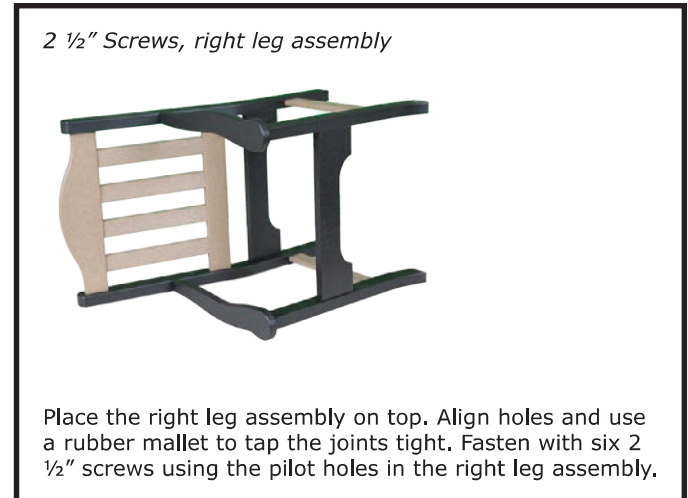 2 ½” Screws, right leg assembly
Place the right leg assembly on top. Align holes and use
a rubber mallet to tap the joints tight. Fasten with six 2
½” screws using the pilot holes in the right leg assembly.